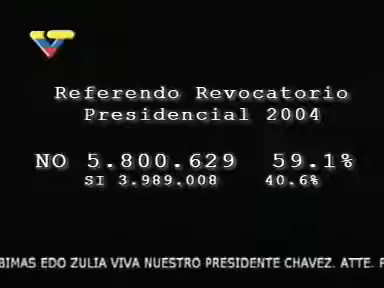 Referendo Revocatorio
Presidencial 2004
NO 5.800.629 59.1%
SI 3.989.008 40.6%
BIMAS EDO ZULIA VIVA NUESTRO PRESIDENTE CHAVEZ. ATTE. F